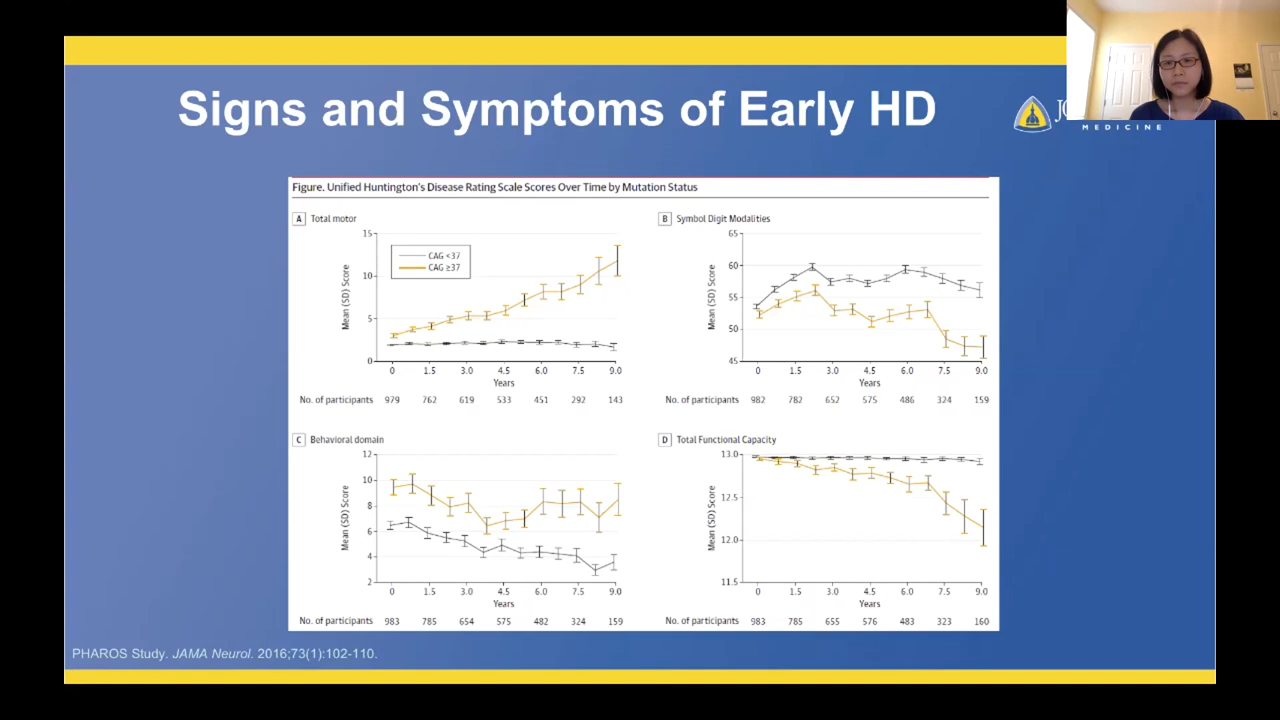 Signs and Symptoms of Early HD
MEDICINE
Figure. Unified Huntington's Disease Rating Scale Scores Over Time by Mutation Status
A Total motor
15
10
5
0
Mean (SD) Score
CAG <37
CAG ≥37
0 1.5 3.0 4.5 6.0 7.5 9.0
Years
No. of participants 979 762 619 533 451 292 143
B Symbol Digit Modalities
65
60
55
50
45
Mean (SD) Score
0 1.5 3.0 4.5 6.0 7.5 9.0
Years
No. of participants 982 782 652 575 486 324 159
C Behavioral domain
12
10
8
6
4
2
Mean (SD) Score
0 1.5 3.0 4.5 6.0 7.5 9.0
Years
No. of participants 983 785 654 575 482 324 159
D Total Functional Capacity
13.0
12.5
12.0
11.5
Mean (SD) Score
0 1.5 3.0 4.5 6.0 7.5 9.0
Years
No. of participants 983 785 655 576 483 323 160
PHAROS Study. JAMA Neurol. 2016;73(1):102-110.